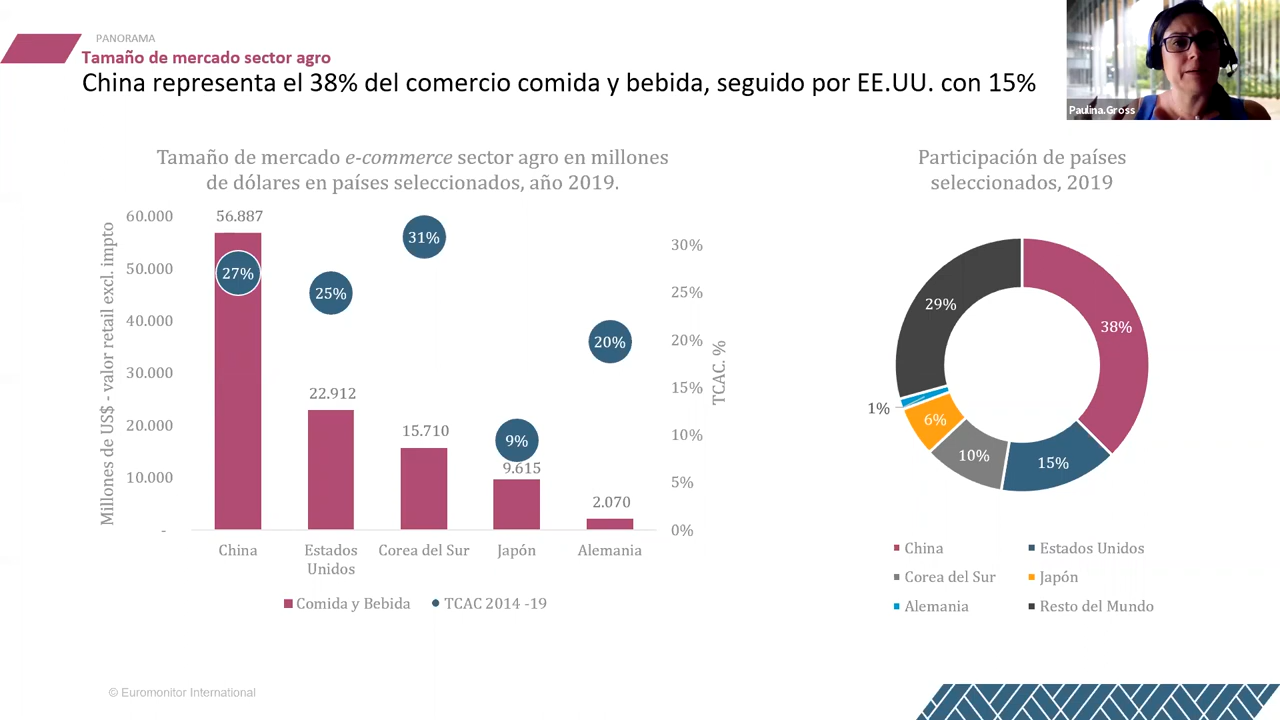 PANORAMA
Tamaño de mercado sector agro
China representa el 38% del comercio comida y bebida, seguido por EE.UU. con 15%
Paulina.Gross
Tamaño de mercado e-commerce sector agro en millones
de dólares en países seleccionados, año 2019.
Millones de US$ - valor retail excl. impto
60.000
50.000
40.000
30.000
20.000
10.000
-
56.887
27%
25%
22.912
31%
15.710
9%
9.615
20%
2.070
30%
25%
20%
15%
10%
5%
0%
TCAC. %
China
Estados
Unidos
Corea del Sur
Japón
Alemania
Comida y Bebida
TCAC 2014 -19
Participación de países
seleccionados, 2019
38%
15%
10%
6%
1%
29%
China
Estados Unidos
Corea del Sur
Japón
Alemania
Resto del Mundo
© Euromonitor International